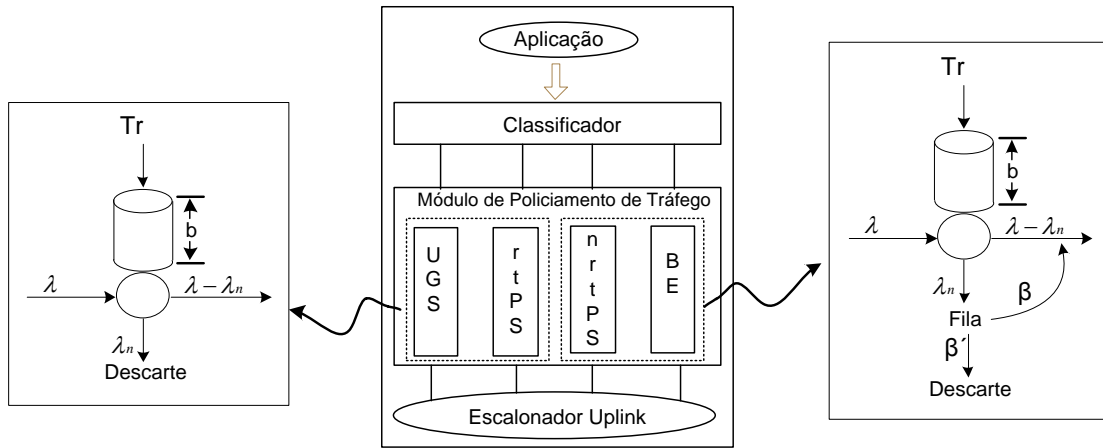 Tr
b
λ
λ − λn
λn
Descarte
Aplicação
Classificador
Módulo de Policiamento de Tráfego
UGS
rtPS
nrtPS
BE
Escalonador Uplink
Tr
b
λ
λ − λn
λn
β
Fila
β´
Descarte